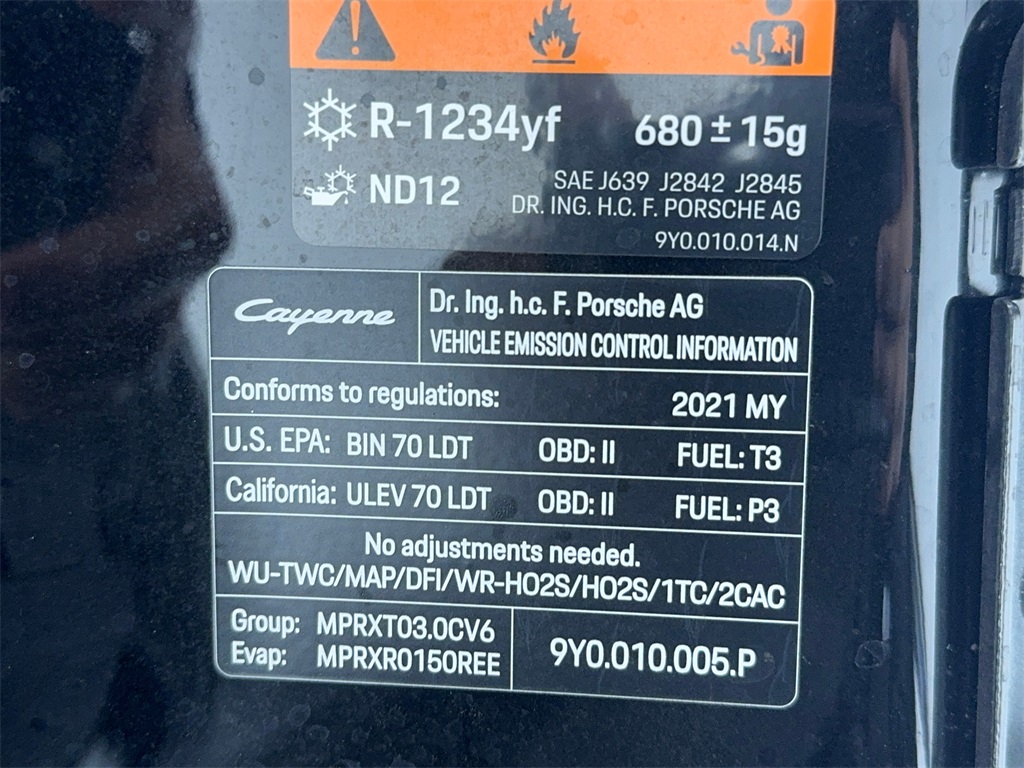 R-1234yf 680 ± 15g
ND12 SAE J639 J2842 J2845
DR. ING. H.C. F. PORSCHE AG
9Y0.010.014.N
Cayenne Dr. Ing. h.c. F. Porsche AG
VEHICLE EMISSION CONTROL INFORMATION
Conforms to regulations: 2021 MY
U.S. EPA: BIN 70 LDT OBD: II FUEL: T3
California: ULEV 70 LDT OBD: II FUEL: P3
No adjustments needed.
WU-TWC/MAP/DFI/WR-HO2S/HO2S/1TC/2CAC
Group: MPRXT03.0CV6
Evap: MPRXR0150REE
9Y0.010.005.P